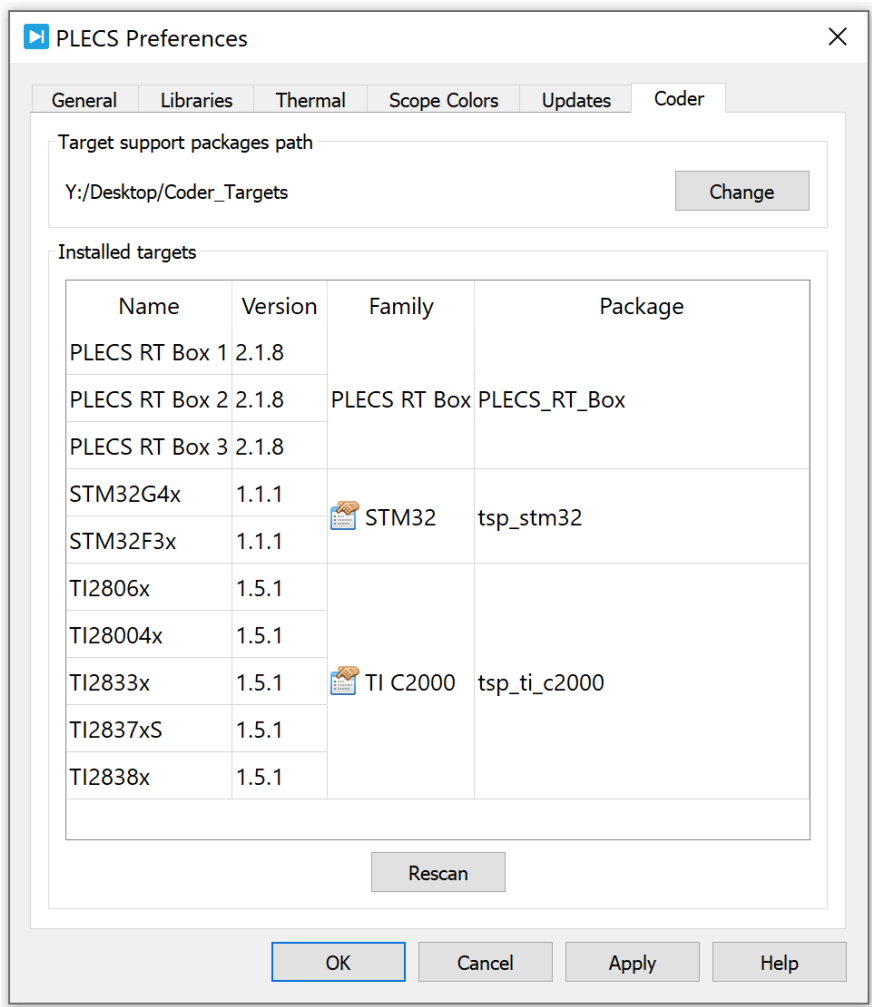 PLECS Preferences
General Libraries Thermal Scope Colors Updates Coder
Target support packages path
Y:/Desktop/Coder_Targets Change
Installed targets
Name Version Family Package
PLECS RT Box 1 2.1.8
PLECS RT Box 2 2.1.8 PLECS RT Box PLECS_RT_Box
PLECS RT Box 3 2.1.8
STM32G4x 1.1.1
STM32 tsp_stm32
STM32F3x 1.1.1
TI2806x 1.5.1
TI28004x 1.5.1
TI2833x 1.5.1 TI C2000 tsp_ti_c2000
TI2837xS 1.5.1
TI2838x 1.5.1
Rescan
OK Cancel Apply Help